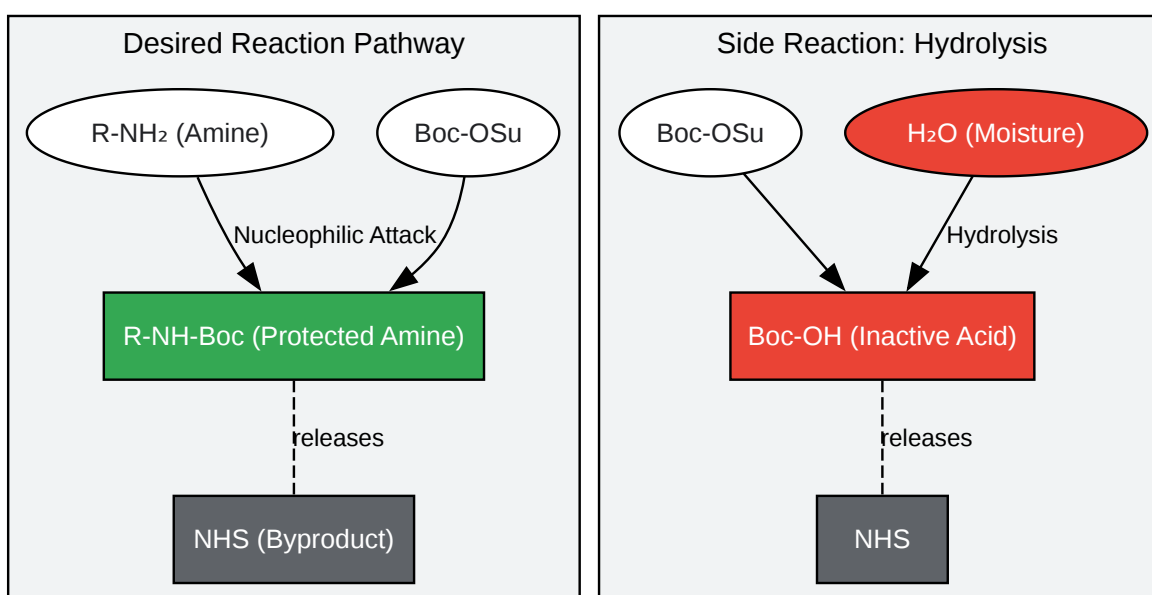 Desired Reaction Pathway
R-NH₂ (Amine)
Boc-OSu
Nucleophilic Attack
R-NH-Boc (Protected Amine)
releases
NHS (Byproduct)
Side Reaction: Hydrolysis
Boc-OSu
H₂O (Moisture)
Hydrolysis
Boc-OH (Inactive Acid)
releases
NHS